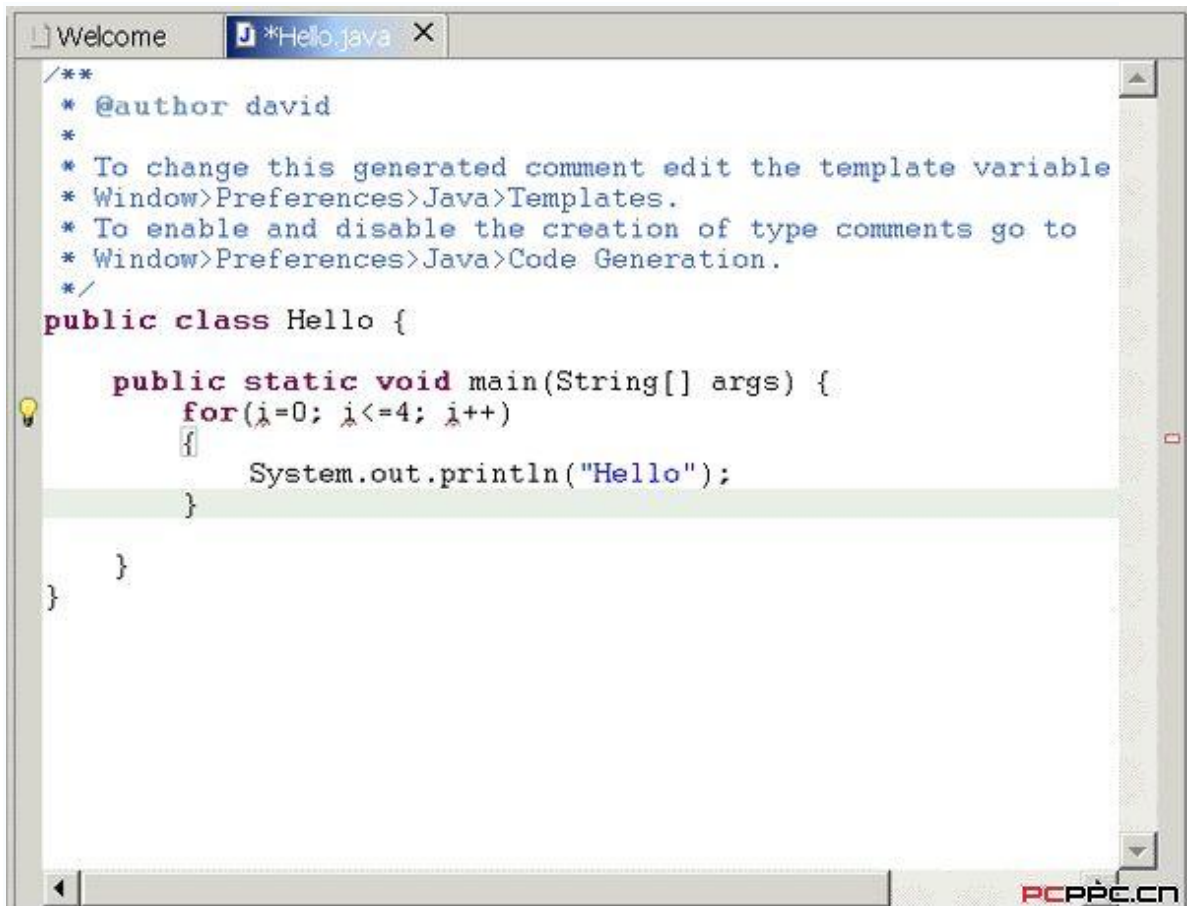 Welcome
*Hello.java
/**
* @author david
*
* To change this generated comment edit the template variable
* Window>Preferences>Java>Templates.
* To enable and disable the creation of type comments go to
* Window>Preferences>Java>Code Generation.
*/
public class Hello {
public static void main(String[] args) {
for(i=0; i<=4; i++)
{
System.out.println("Hello");
}
}
}
PCPPC.CN